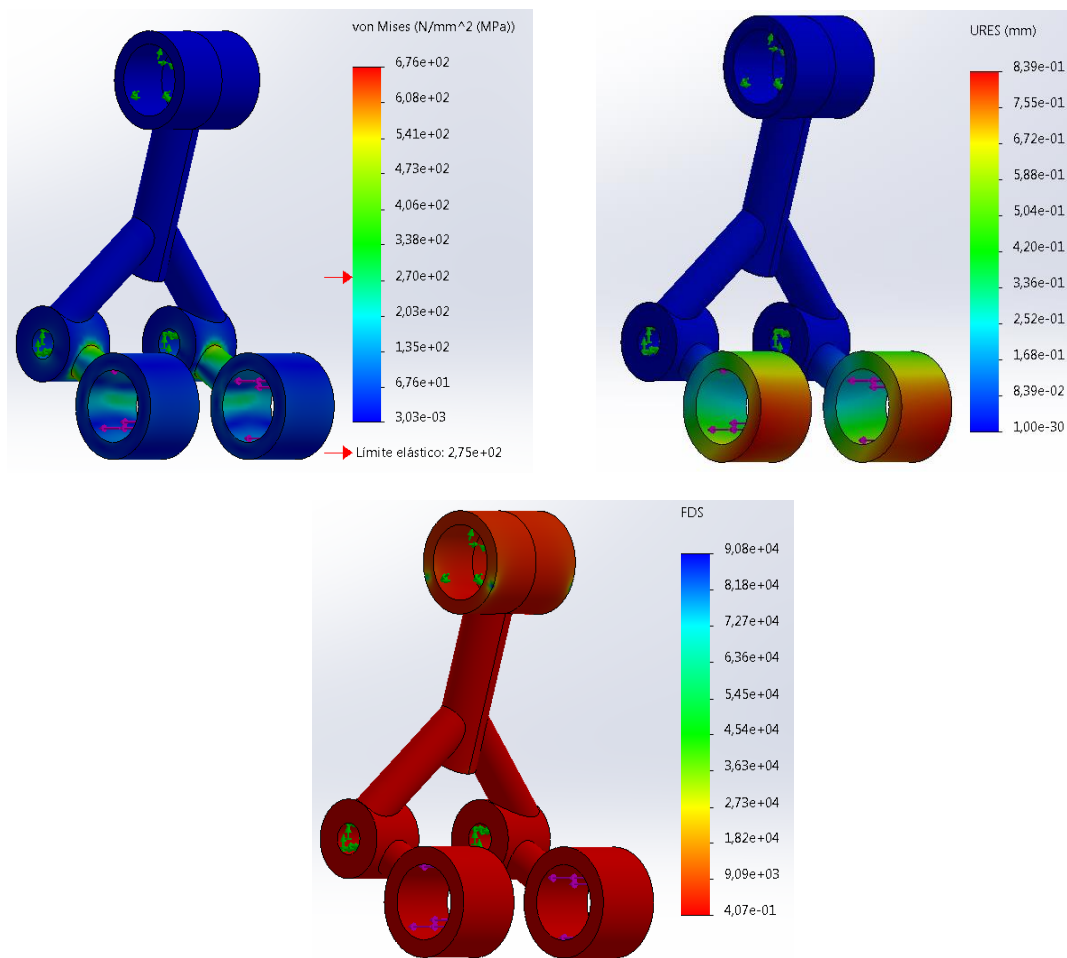 von Mises (N/mm^2 (MPa))
6,76e+02
6,08e+02
5,41e+02
4,73e+02
4,06e+02
3,38e+02
2,70e+02
2,03e+02
1,35e+02
6,76e+01
3,03e-03
Límite elástico: 2,75e+02
URES (mm)
8,39e-01
7,55e-01
6,72e-01
5,88e-01
5,04e-01
4,20e-01
3,36e-01
2,52e-01
1,68e-01
8,39e-02
1,00e-30
FDS
9,08e+04
8,18e+04
7,27e+04
6,36e+04
5,45e+04
4,54e+04
3,63e+04
2,73e+04
1,82e+04
9,09e+03
4,07e-01